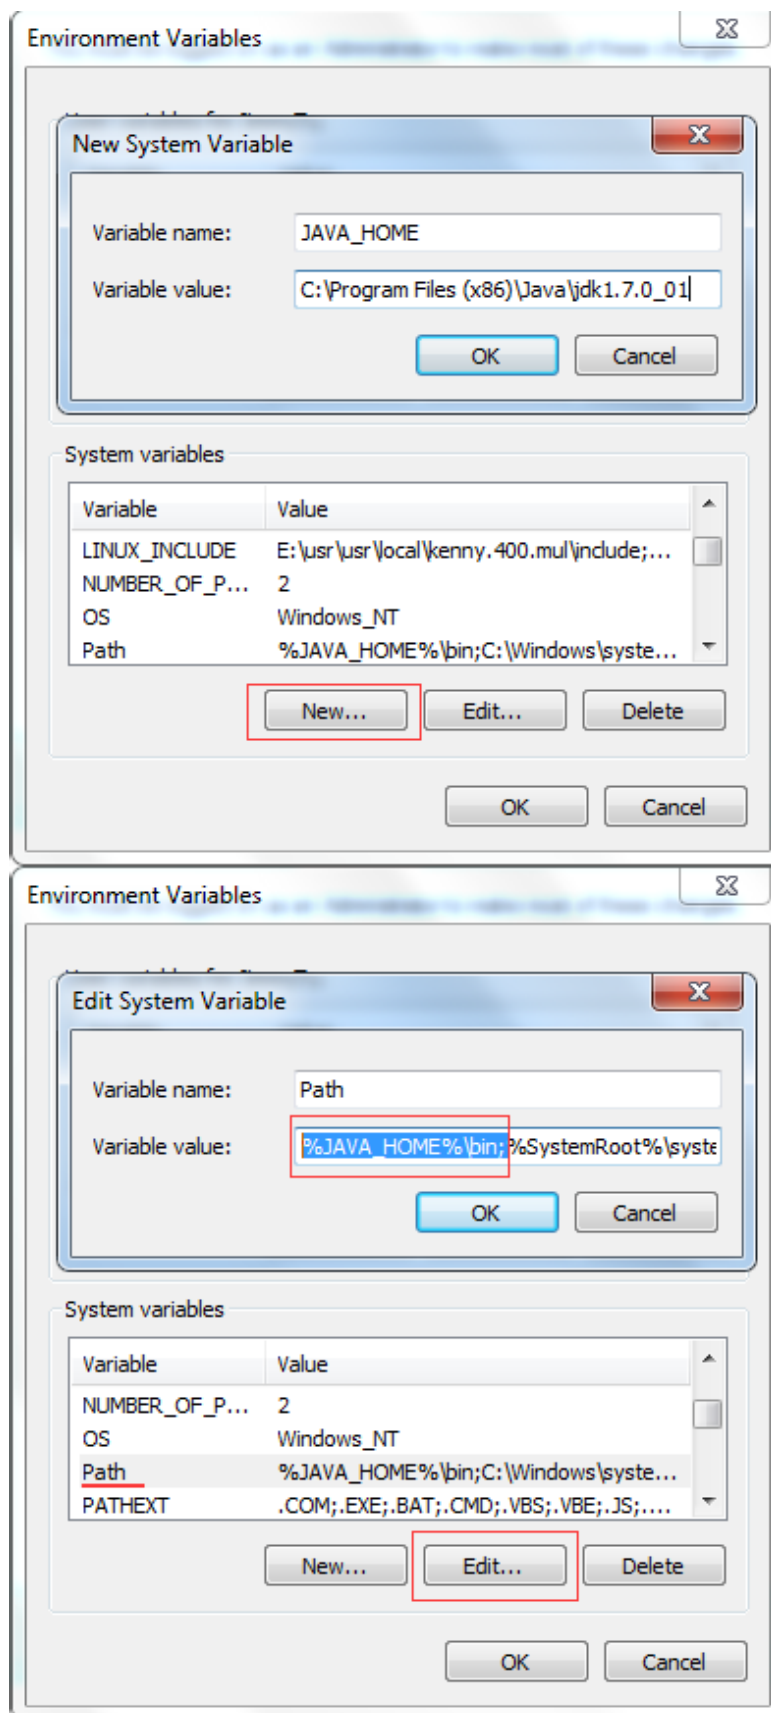 Environment Variables
New System Variable
Variable name: JAVA_HOME
Variable value: C:\Program Files (x86)\Java\jdk1.7.0_01
OK Cancel
System variables
Variable Value
LINUX_INCLUDE E:\usr\usr\local\kenny.400.mul\include;...
NUMBER_OF_P... 2
OS Windows_NT
Path %JAVA_HOME%\bin;C:\Windows\syste...
New... Edit... Delete
OK Cancel
Environment Variables
Edit System Variable
Variable name: Path
Variable value: %JAVA_HOME%\bin;%SystemRoot%\syste
OK Cancel
System variables
Variable Value
NUMBER_OF_P... 2
OS Windows_NT
Path %JAVA_HOME%\bin;C:\Windows\syste...
PATHEXT .COM;.EXE;.BAT;.CMD;.VBS;.VBE;.JS;....
New... Edit... Delete
OK Cancel